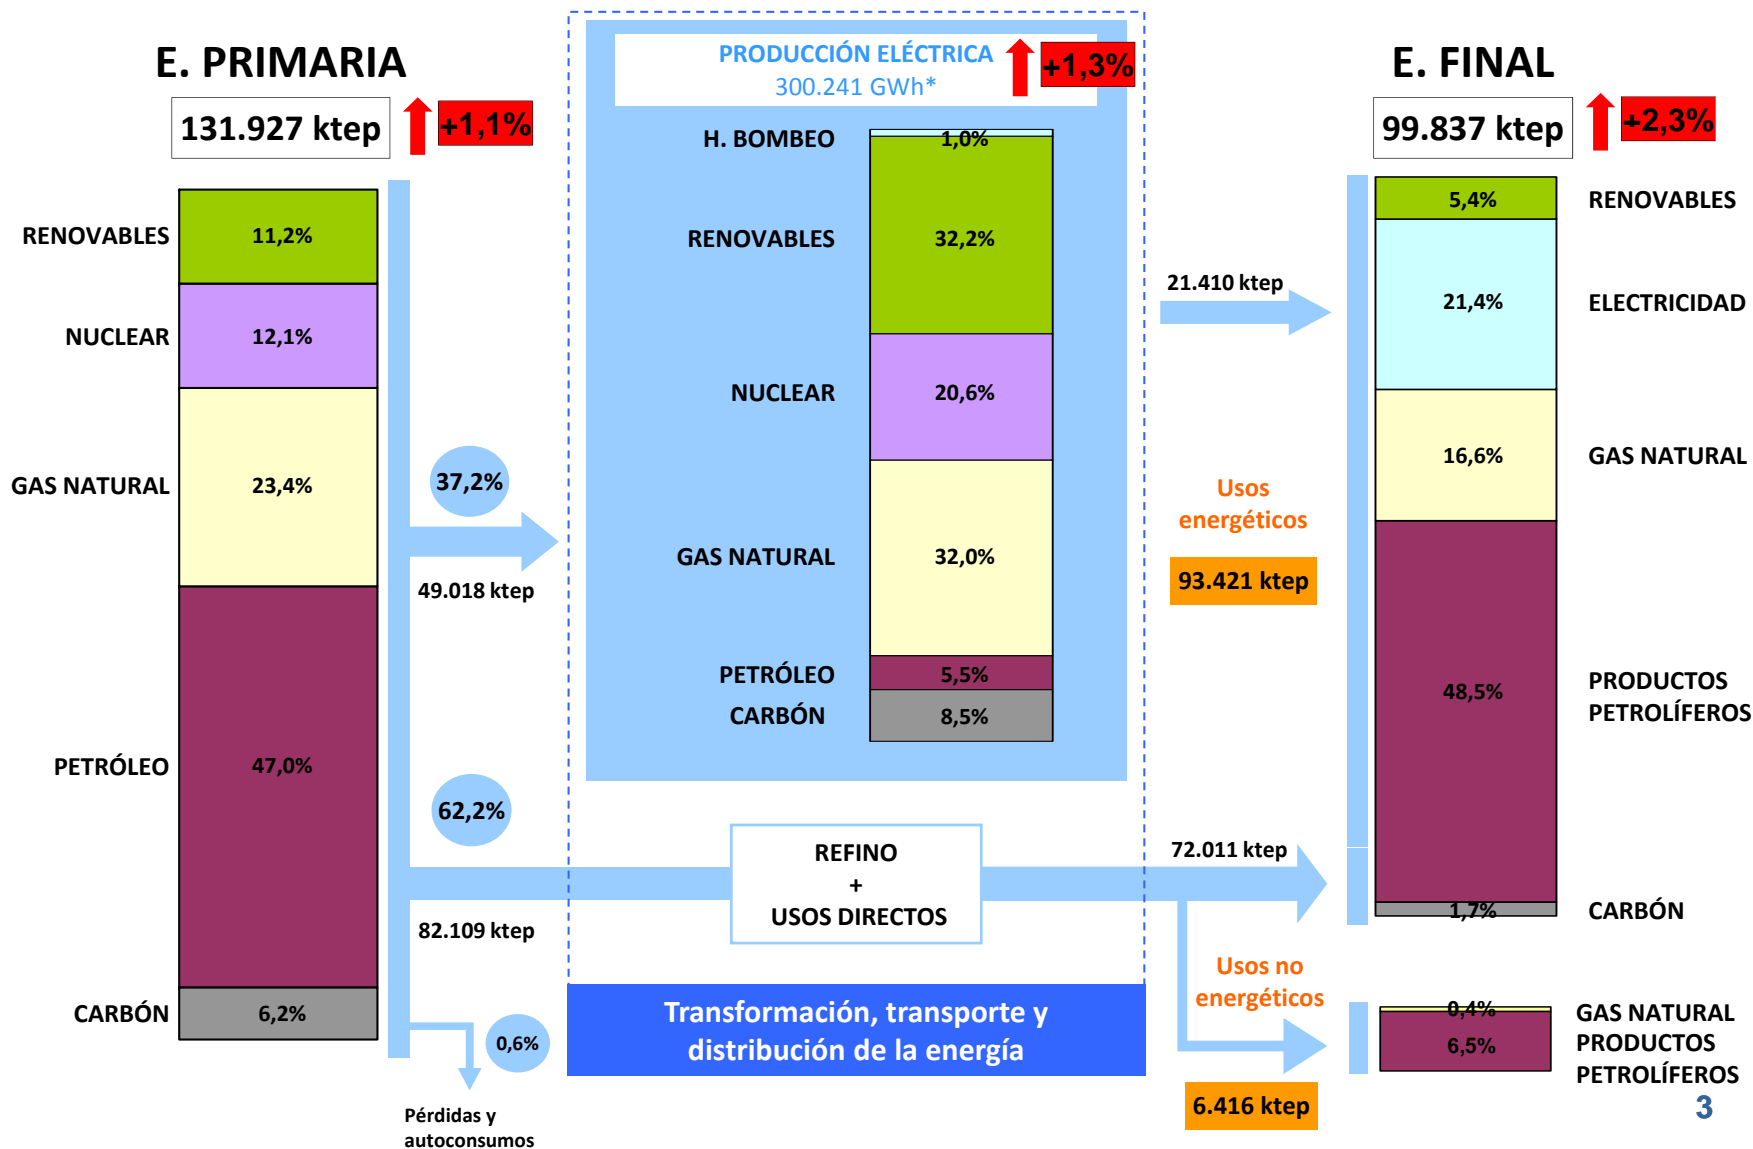 E. PRIMARIA
131.927 ktep
+1,1%
RENOVABLES
11,2%
NUCLEAR
12,1%
GAS NATURAL
23,4%
PETRÓLEO
47,0%
CARBÓN
6,2%
37,2%
49.018 ktep
62,2%
82.109 ktep
0,6%
Pérdidas y
autoconsumos
PRODUCCIÓN ELÉCTRICA
300.241 GWh*
+1,3%
H. BOMBEO
1,0%
RENOVABLES
32,2%
NUCLEAR
20,6%
GAS NATURAL
32,0%
PETRÓLEO
5,5%
CARBÓN
8,5%
REFINO
+
USOS DIRECTOS
Transformación, transporte y
distribución de la energía
21.410 ktep
Usos
energéticos
93.421 ktep
72.011 ktep
Usos no
energéticos
6.416 ktep
E. FINAL
99.837 ktep
+2,3%
5,4%
RENOVABLES
21,4%
ELECTRICIDAD
16,6%
GAS NATURAL
48,5%
PRODUCTOS
PETROLÍFEROS
1,7%
CARBÓN
0,4%
GAS NATURAL
6,5%
PRODUCTOS
PETROLÍFEROS
3